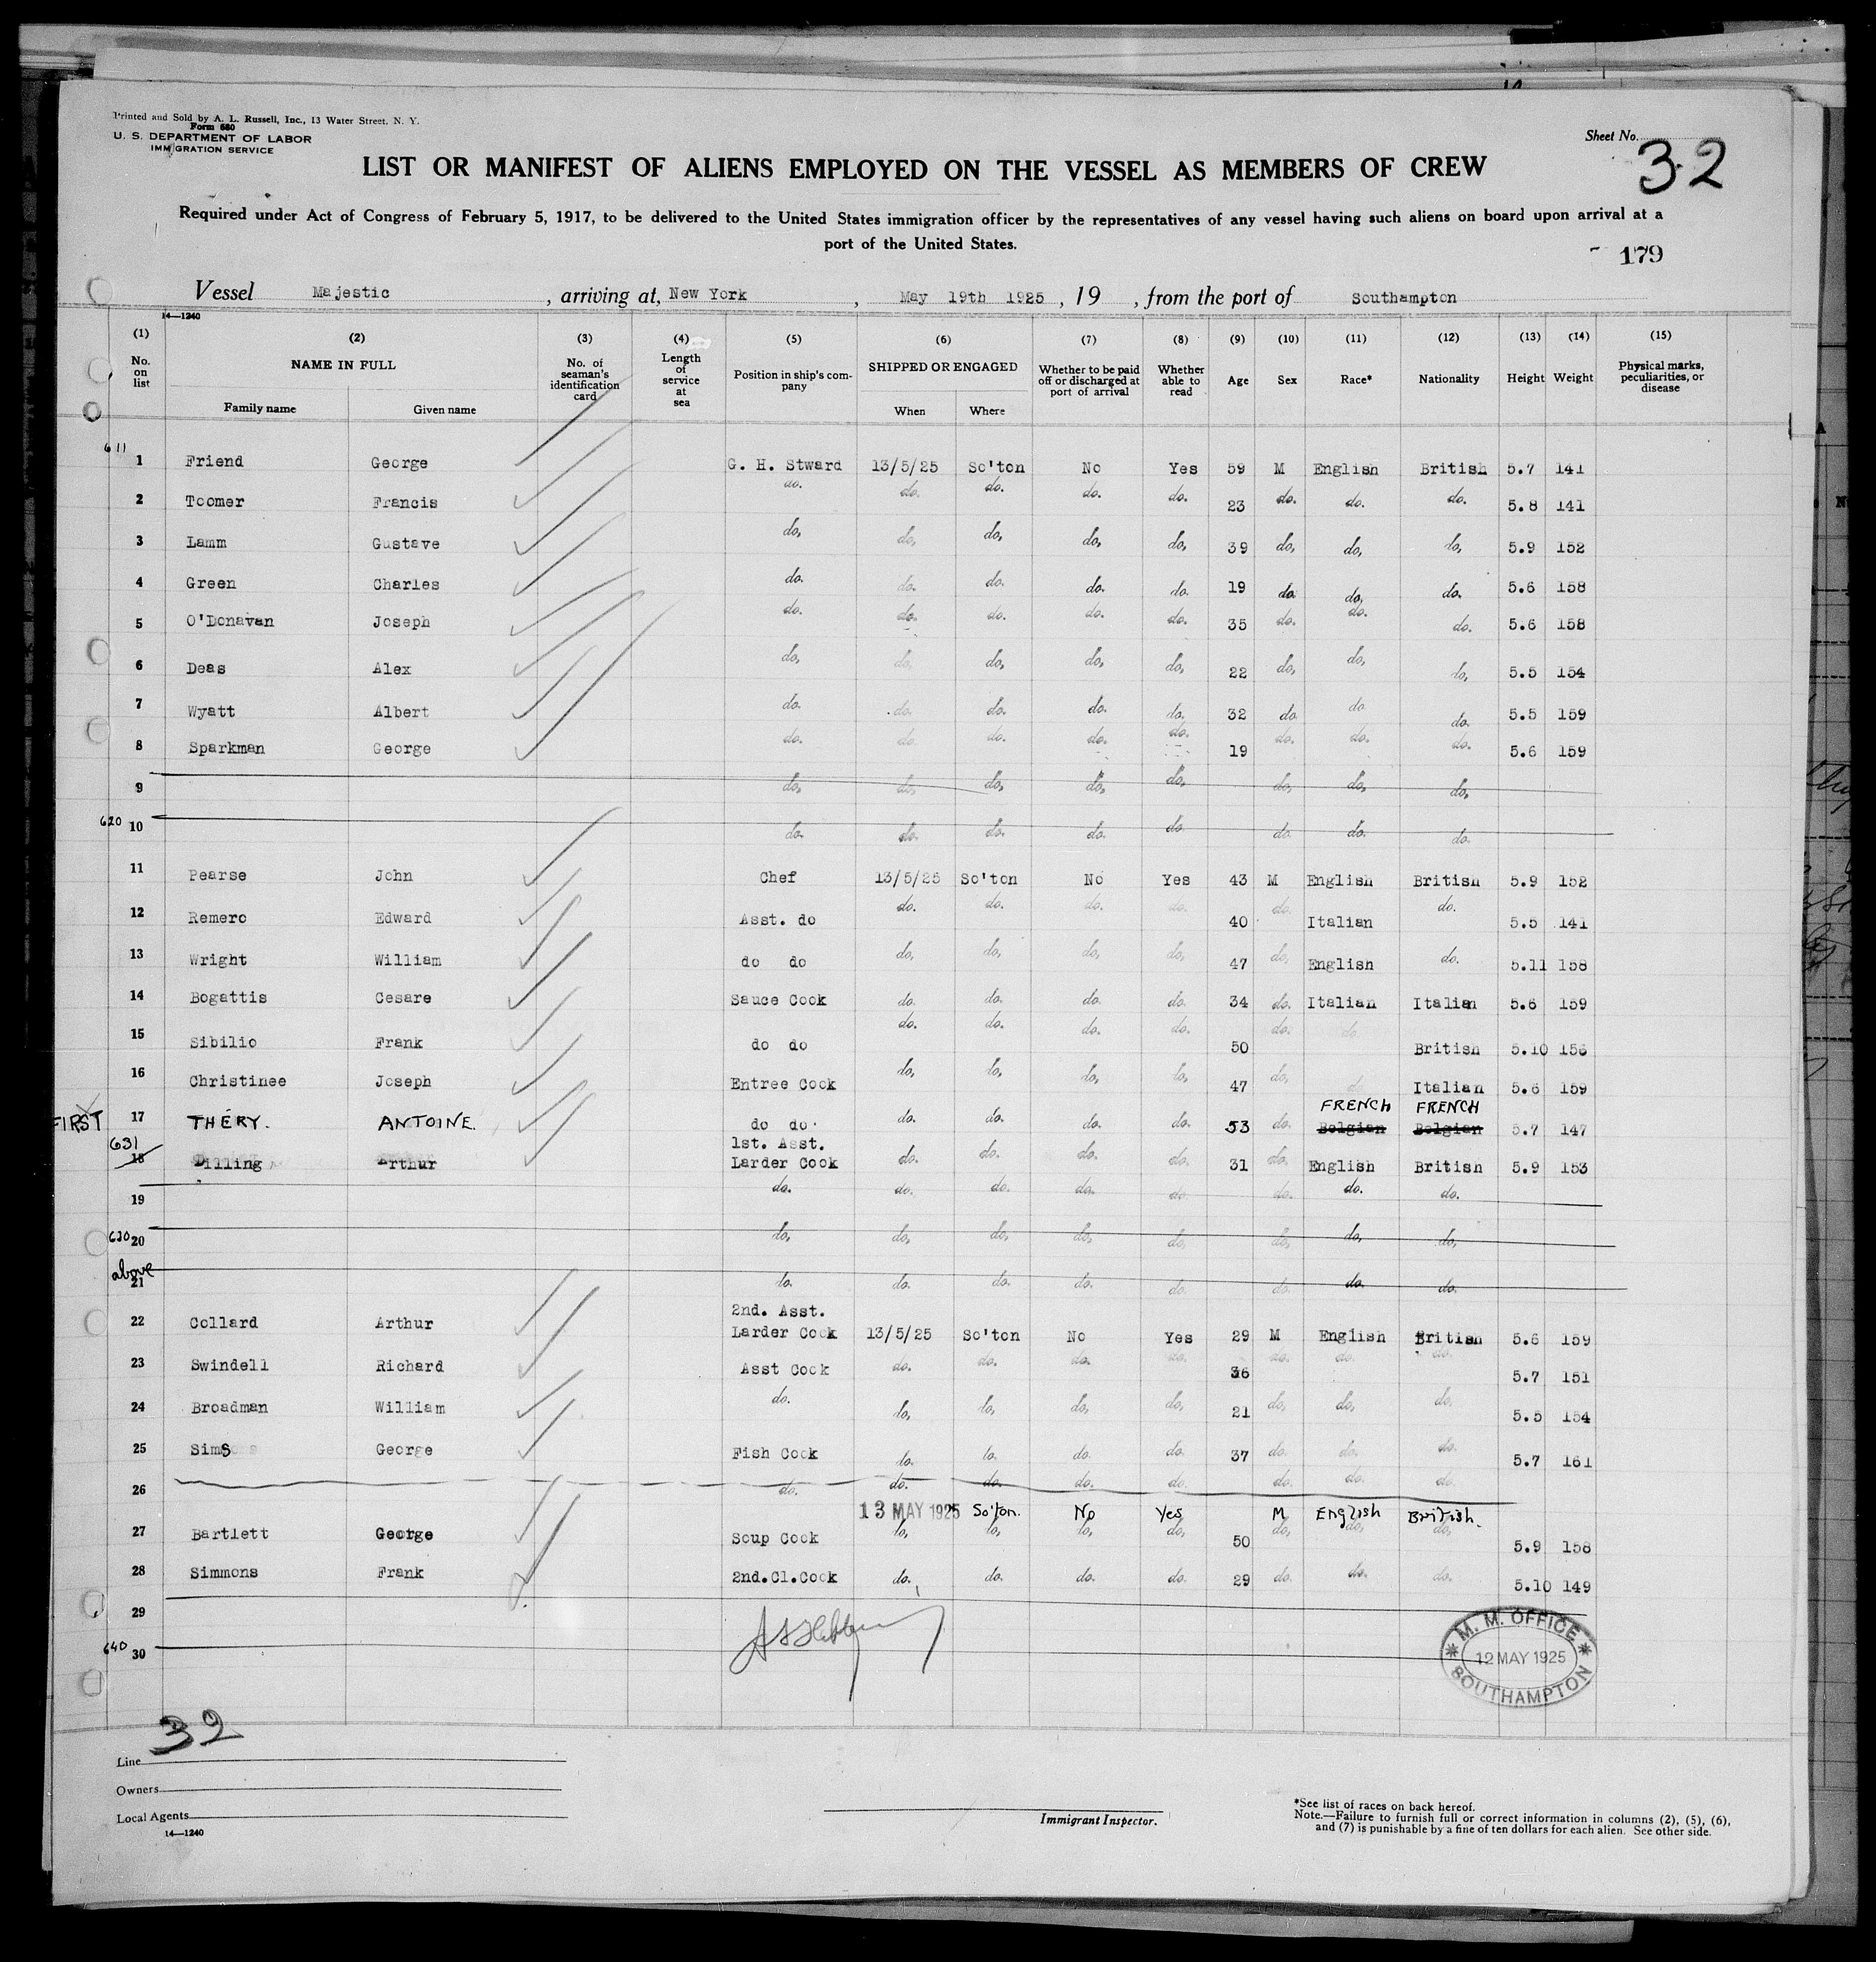 Printed and Sold by A. L. Russell, Inc., 13 Water Street, N. Y.
Form 680
U. S. DEPARTMENT OF LABOR
IMMIGRATION SERVICE
Sheet No. 32
LIST OR MANIFEST OF ALIENS EMPLOYED ON THE VESSEL AS MEMBERS OF CREW
Required under Act of Congress of February 5, 1917, to be delivered to the United States immigration officer by the representatives of any vessel having such aliens on board upon arrival at a
port of the United States.
179
Vessel Majestic, arriving at, New York, May 19th 1925, 19 , from the port of Southampton
14—1240
(1) (2) (3) (4) (5) (6) (7) (8) (9) (10) (11) (12) (13) (14) (15)
No. on list NAME IN FULL Family name Given name No. of seaman's identification card Length of service at sea Position in ship's company SHIPPED OR ENGAGED When Where Whether to be paid off or discharged at port of arrival Whether able to read Age Sex Race* Nationality Height Weight Physical marks, peculiarities, or disease
611
1 Friend George G. H. Stward 13/5/25 So'ton No Yes 59 M English British 5.7 141
2 Toomer Francis do. do. do. do. do. 23 do. do. do. 5.8 141
3 Lamm Gustave do, do, do, do, do, 39 do, do, do, 5.9 152
4 Green Charles do. do. do. do. do. 19 do. do, do. 5.6 158
5 O'Donavan Joseph do. do. do. do. do. 35 do. do. do. 5.6 158
6 Deas Alex do, do, do, do, do, 22 do, do, do, 5.5 154
7 Wyatt Albert do. do. do. do. do. 32 do do do. 5.5 159
8 Sparkman George do. do. do. do. do. 19 do. do. do. 5.6 159
9 do, do, do, do, do, do, do, do,
620
10 do. do. do. do. do do. do. do.
11 Pearse John Chef 13/5/25 So'ton No Yes 43 M English British 5.9 152
12 Remero Edward Asst. do do. do. do. do. 40 do. Italian do. 5.5 141
13 Wright William do do do, do, do, do, 47 do, English do. 5.11 158
14 Bogattis Cesare Sauce Cook do. do. do. do. 34 do. Italian Italian 5.6 159
15 Sibilio Frank do do do. do. do. do. 50 do. do British 5.10 156
16 Christinee Joseph Entree Cook do, do, do, do, 47 do, do Italian 5.6 159
FRENCH FRENCH
FIRST 17 THÉRY. ANTOINE. do do. do. do. do. do. 53 do. Belgian Belgian 5.7 147
631
1st. Asst.
18 illing Arthur Larder Cook do. do. do. do. 31 do. English British 5.9 153
19 do. do. do. do. do. do. do. do.
630
20 do, do, do, do, do, do, do, do,
above
21 do. do. do. do. do. do. do. do.
2nd. Asst.
22 Collard Arthur Larder Cook 13/5/25 So'ton No Yes 29 M English British 5.6 159
23 Swindell Richard Asst Cook do. do. do. do. 36 do. do. do. 5.7 151
24 Broadman William do. do, do, do, do, 21 do, do, do, 5.5 154
25 Sims George Fish Cook do. do. do. do. 37 do. do. do. 5.7 161
26 do. do. do. do. do. do. do. do.
13 MAY 1925 So'ton. No Yes M English British.
27 Bartlett George Soup Cook do, do, do, do, 50 do, do, do, 5.9 158
28 Simmons Frank 2nd.Cl.Cook do. do. do. do. 29 do. do. do. 5.10 149
29
640
30
M. M. OFFICE
12 MAY 1925
SOUTHAMPTON
32
Line
Owners
Local Agents
14—1240
Immigrant Inspector.
*See list of races on back hereof.
Note.—Failure to furnish full or correct information in columns (2), (5), (6),
and (7) is punishable by a fine of ten dollars for each alien. See other side.